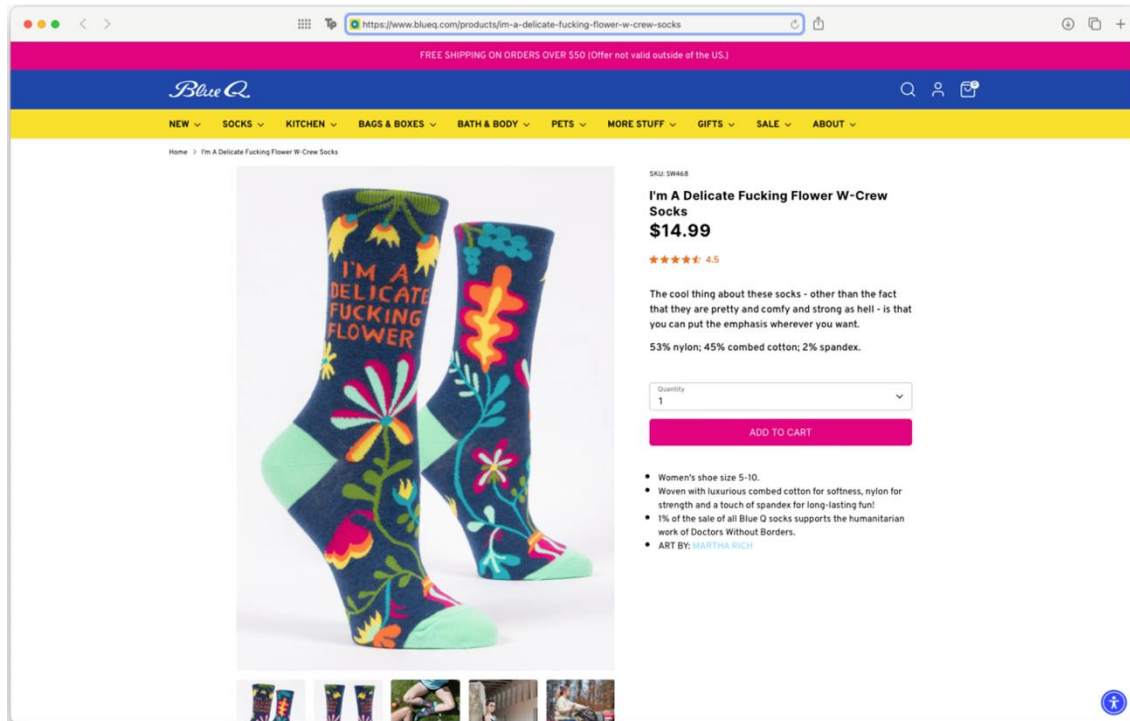 https://www.blueq.com/products/im-a-delicate-fucking-flower-w-crew-socks
FREE SHIPPING ON ORDERS OVER $50 (Offer not valid outside of the US.)
Blue Q
0
NEW SOCKS KITCHEN BAGS & BOXES BATH & BODY PETS MORE STUFF GIFTS SALE ABOUT
Home > I'm A Delicate Fucking Flower W-Crew Socks
I'M A
DELICATE
FUCKING
FLOWER
SKU: SW468
I'm A Delicate Fucking Flower W-Crew
Socks
$14.99
4.5
The cool thing about these socks - other than the fact
that they are pretty and comfy and strong as hell - is that
you can put the emphasis wherever you want.
53% nylon; 45% combed cotton; 2% spandex.
Quantity
1
ADD TO CART
• Women's shoe size 5-10.
• Woven with luxurious combed cotton for softness, nylon for
strength and a touch of spandex for long-lasting fun!
• 1% of the sale of all Blue Q socks supports the humanitarian
work of Doctors Without Borders.
• ART BY: MARTHA RICH